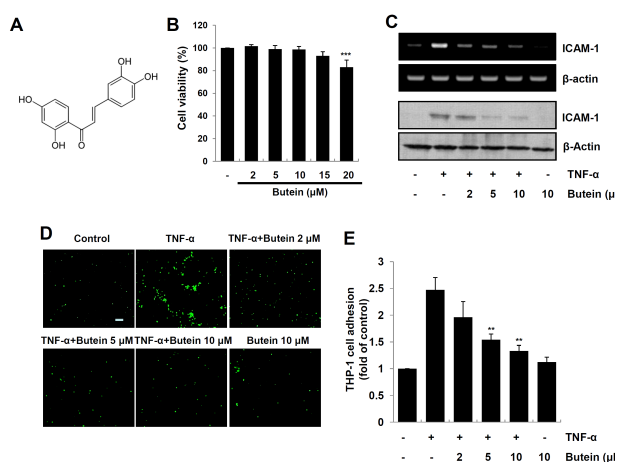 A
HO
OH
O
OH
OH
B
Cell viability (%)
120
100
80
60
40
20
0
***
- 2 5 10 15 20
Butein (µM)
C
ICAM-1
β-actin
ICAM-1
β-Actin
- + + + + - TNF-α
- - 2 5 10 10 Butein (µ
D
Control TNF-α TNF-α+Butein 2 µM
TNF-α+Butein 5 µM TNF-α+Butein 10 µM Butein 10 µM
E
THP-1 cell adhesion
(fold of control)
3
2.5
2
1.5
1
0.5
0
** **
- + + + + - TNF-α
- - 2 5 10 10 Butein (µl